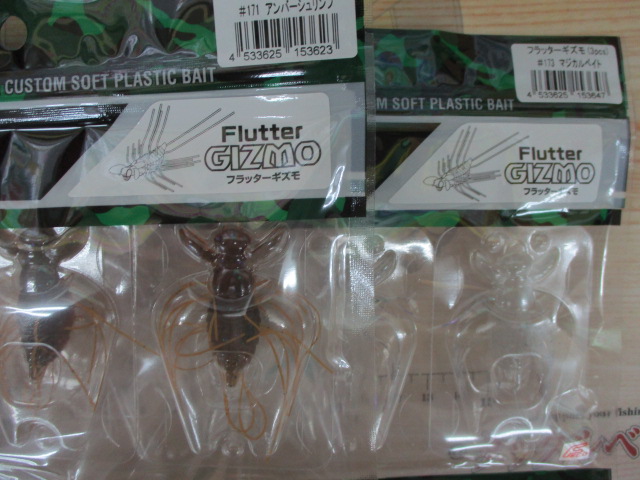 #171 アンバーシュリンプ
4 533625 153623
CUSTOM SOFT PLASTIC BAIT
Flutter
GIZMO
フラッターギズモ
フラッターギズモ(3pcs)
#173 マジカルベイト
4 533625 153647
M SOFT PLASTIC BAIT
Flutter
GIZMO
フラッターギズモ
your fishin